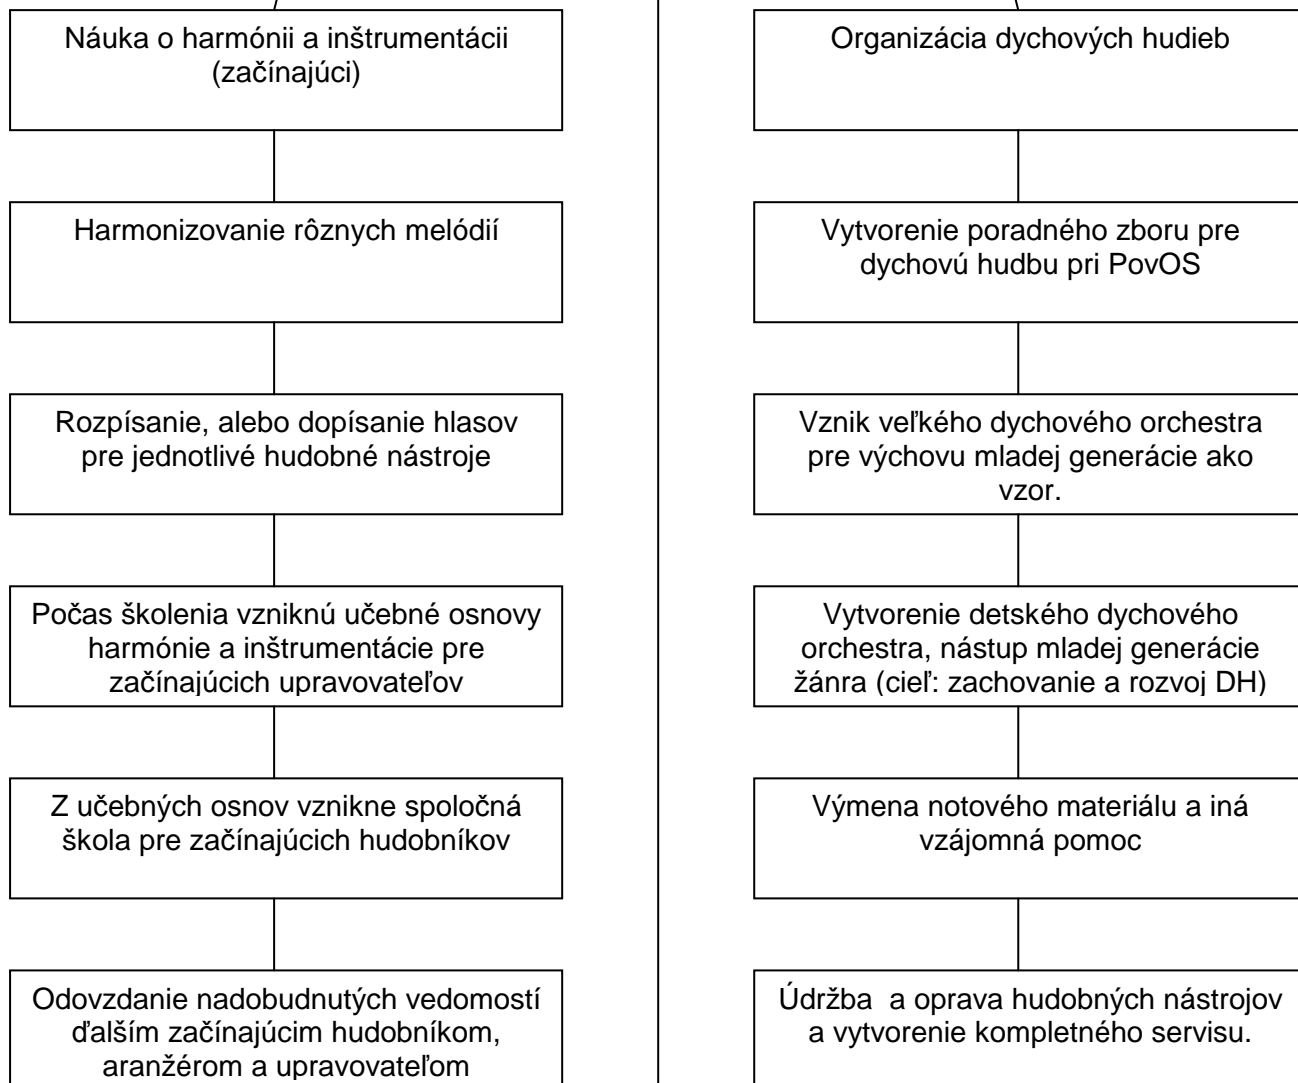 Náuka o harmónii a inštrumentácii
(začínajúci)
Harmonizovanie rôznych melódií
Rozpísanie, alebo dopísanie hlasov
pre jednotlivé hudobné nástroje
Počas školenia vzniknú učebné osnovy
harmónie a inštrumentácie pre
začínajúcich upravovateľov
Z učebných osnov vznikne spoločná
škola pre začínajúcich hudobníkov
Odovzdanie nadobudnutých vedomostí
ďalším začínajúcim hudobníkom,
aranžérom a upravovateľom
Organizácia dychových hudieb
Vytvorenie poradného zboru pre
dychovú hudbu pri PovOS
Vznik veľkého dychového orchestra
pre výchovu mladej generácie ako
vzor.
Vytvorenie detského dychového
orchestra, nástup mladej generácie
žánra (cieľ: zachovanie a rozvoj DH)
Výmena notového materiálu a iná
vzájomná pomoc
Údržba  a oprava hudobných nástrojov
a vytvorenie kompletného servisu.